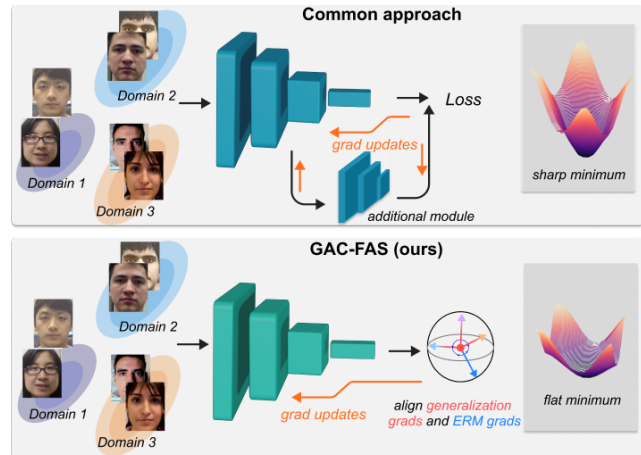 Common approach
Domain 2
Domain 1
Domain 3
Loss
grad updates
additional module
sharp minimum
GAC-FAS (ours)
Domain 2
Domain 1
Domain 3
grad updates
align generalization
grads and ERM grads
flat minimum